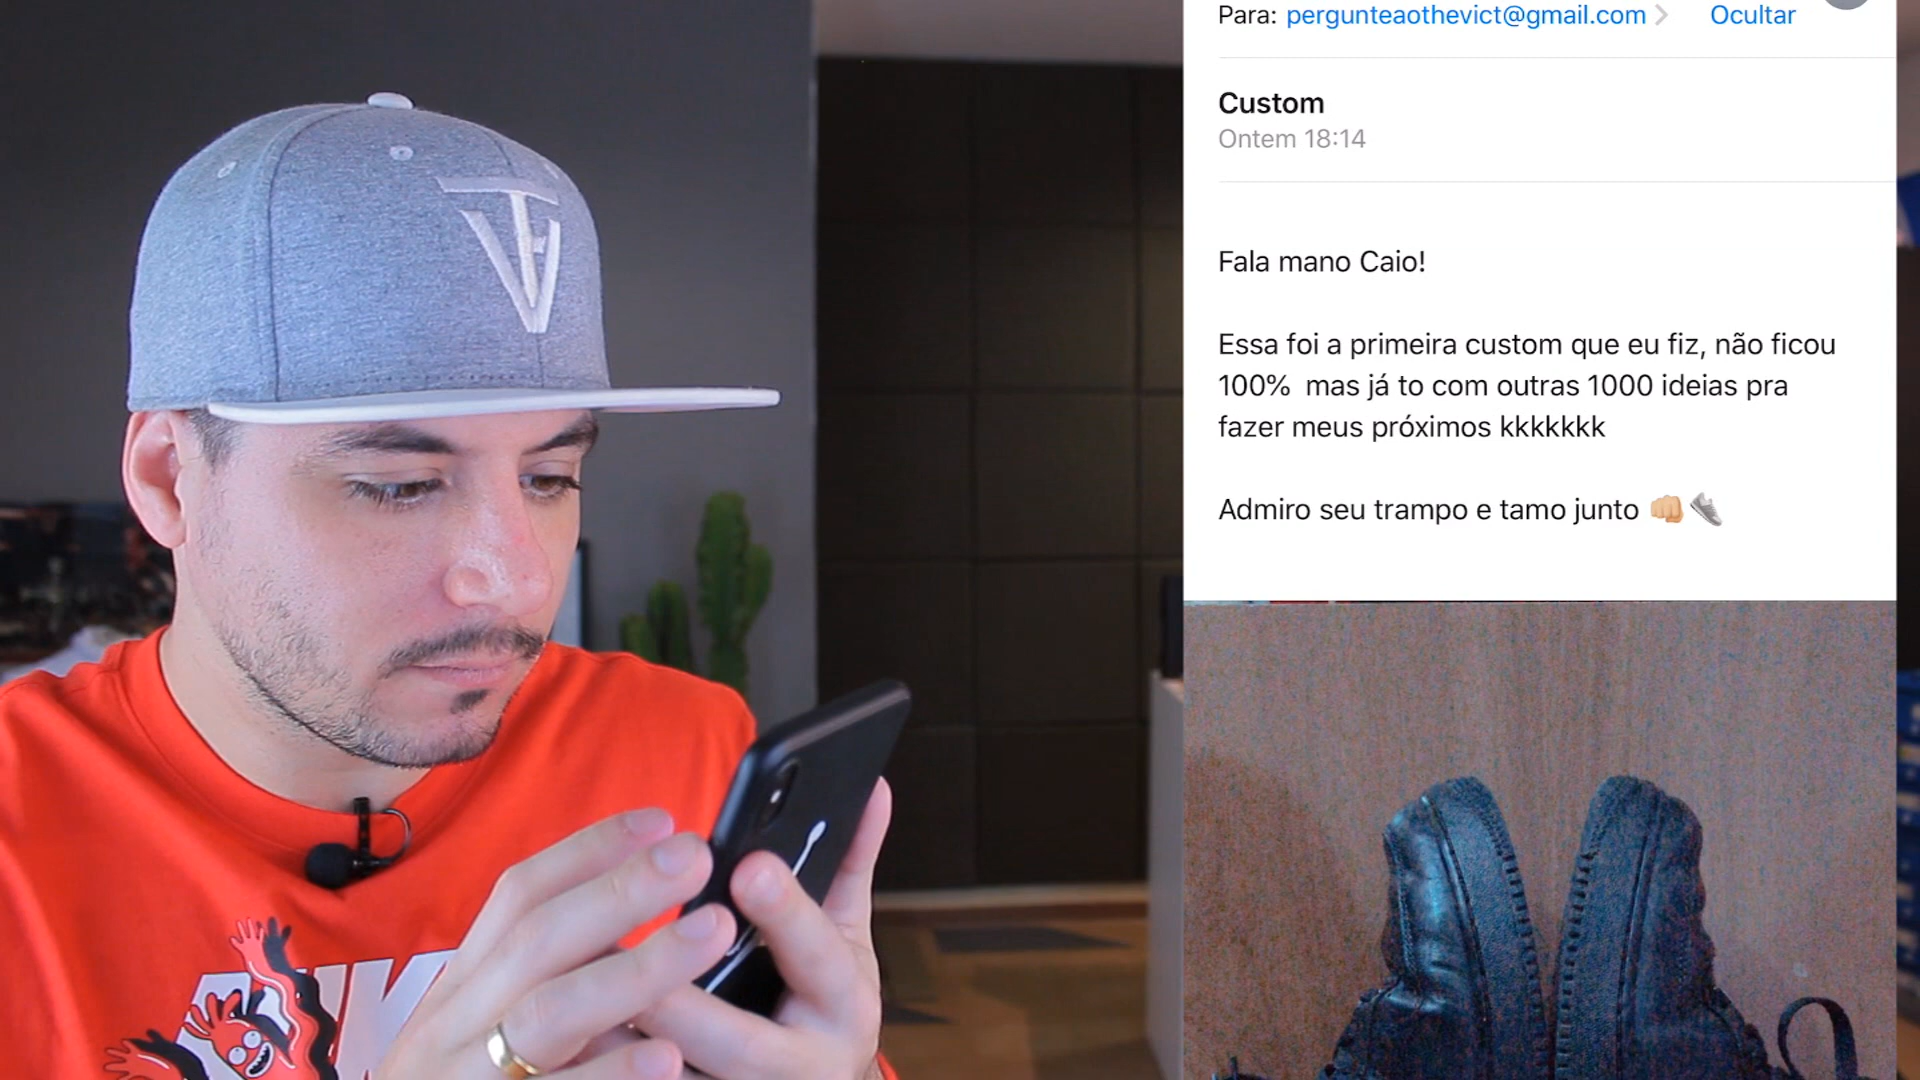 Para: pergunteaothevict@gmail.com > Ocultar
Custom
Ontem 18:14
Fala mano Caio!
Essa foi a primeira custom que eu fiz, não ficou
100% mas já to com outras 1000 ideias pra
fazer meus próximos kkkkkkk
Admiro seu trampo e tamo junto 👊🏼👟